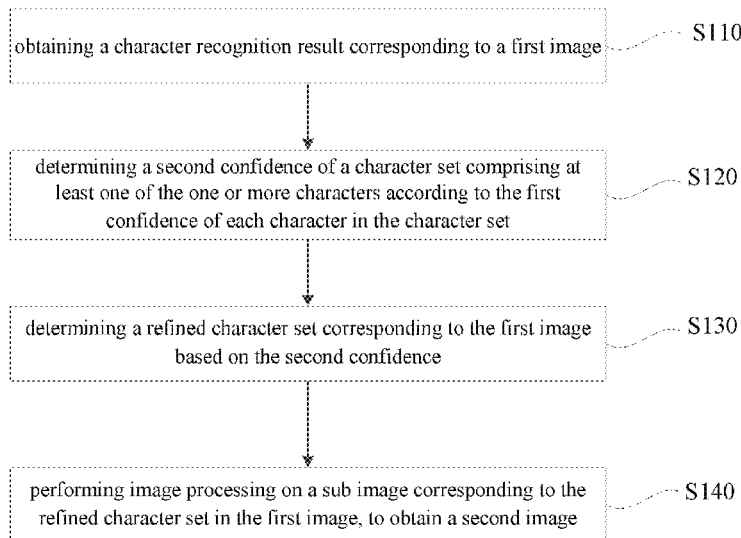 obtaining a character recognition result corresponding to a first image
S110
determining a second confidence of a character set comprising at
least one of the one or more characters according to the first
confidence of each character in the character set
S120
determining a refined character set corresponding to the first image
based on the second confidence
S130
performing image processing on a sub image corresponding to the
refined character set in the first image, to obtain a second image
S140